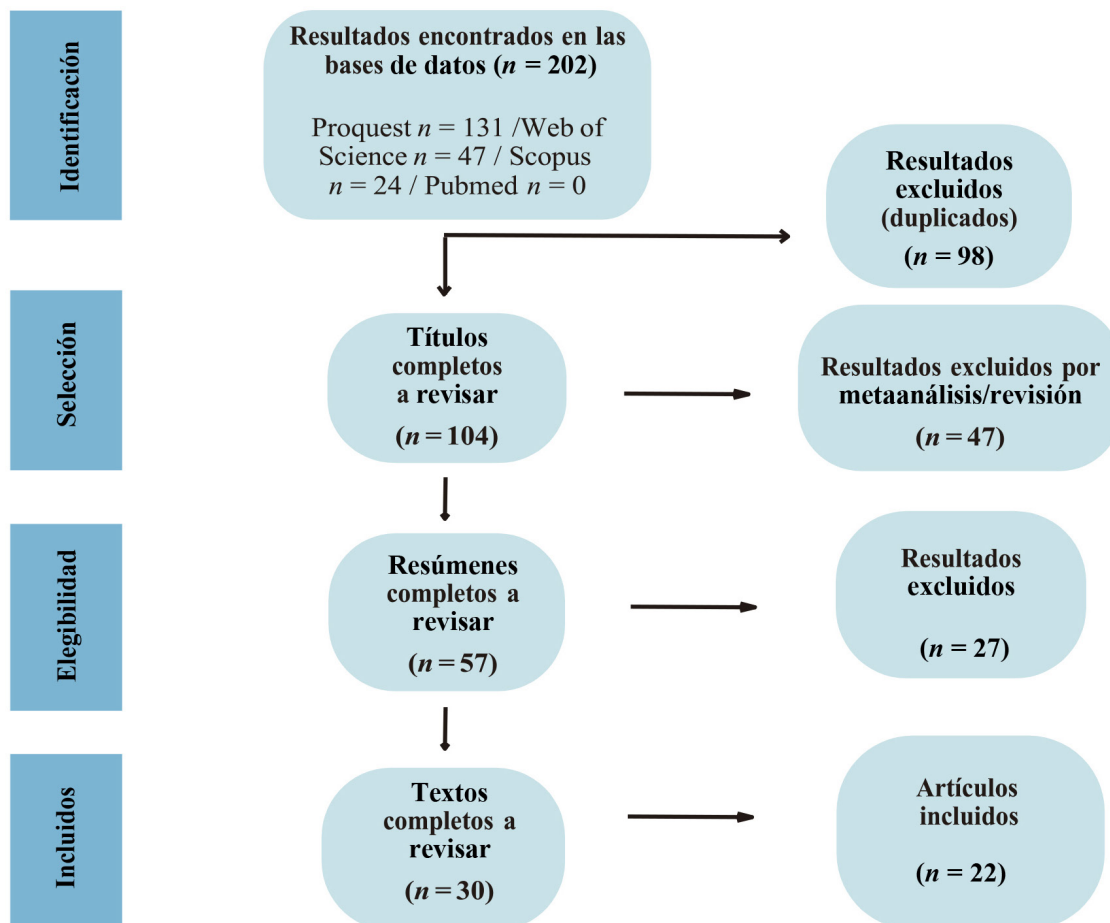 Identificación
Resultados encontrados en las
bases de datos (n = 202)
Proquest n = 131 /Web of
Science n = 47 / Scopus
n = 24 / Pubmed n = 0
Resultados
excluidos
(duplicados)
(n = 98)
Selección
Títulos
completos
a revisar
(n = 104)
Resultados excluidos por
metaanálisis/revisión
(n = 47)
Elegibilidad
Resúmenes
completos a
revisar
(n = 57)
Resultados
excluidos
(n = 27)
Incluidos
Textos
completos a
revisar
(n = 30)
Artículos
incluidos
(n = 22)